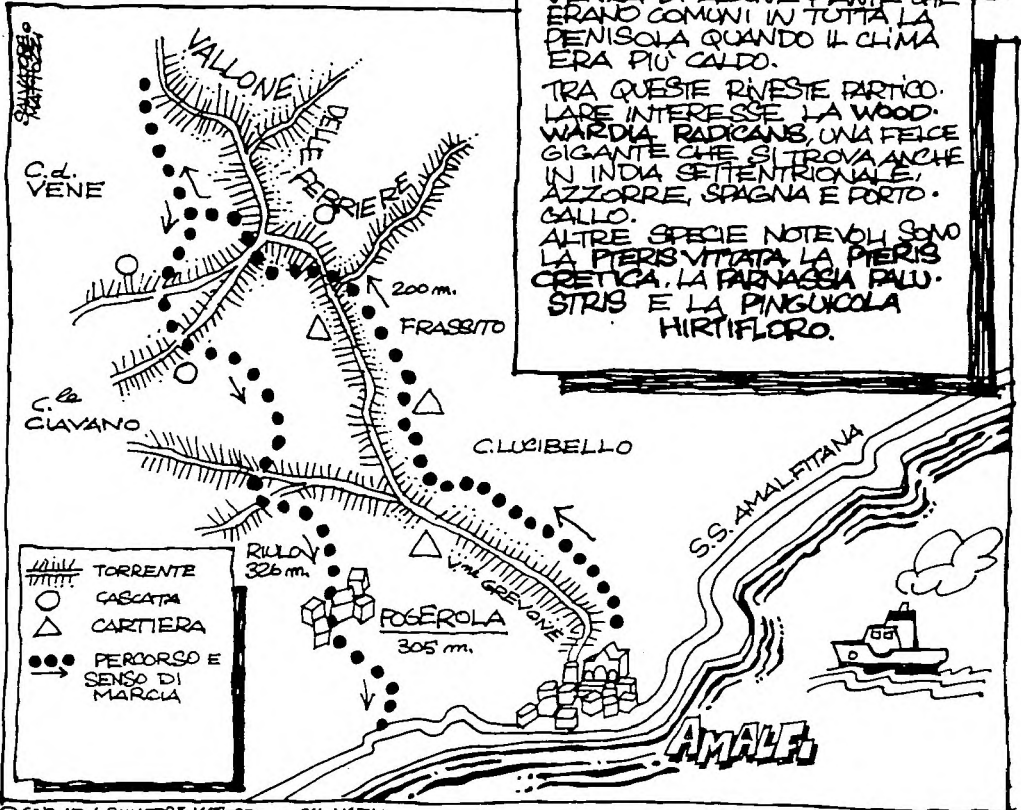 ERANO COMUNI IN TUTTA LA
PENISOLA QUANDO IL CLIMA
ERA PIU' CALDO.
TRA QUESTE RIVESTE PARTICO-
LARE INTERESSE LA WOOD-
WARDIA RADICANS, UNA FELCE
GIGANTE CHE SI TROVA ANCHE
IN INDIA SETTENTRIONALE,
AZZORRE, SPAGNA E PORTO-
GALLO.
ALTRE SPECIE NOTEVOLI SONO
LA PTERIS VITTATA, LA PTERIS
CRETICA, LA PARNASSIA PALU-
STRIS E LA PINGUICOLA
HIRTIFLORO.
VALLONE
DELLE
FERRIERE
C.d.
VENE
200 m.
FRASSITO
C.le
CIAVANO
C. LUCIBELLO
S.S. AMALFITANA
RIULO
326 m.
V.ne GREVONE
POGEROLA
305 m.
AMALFI
TORRENTE
CASCATA
CARTIERA
PERCORSO E
SENSO DI
MARCIA